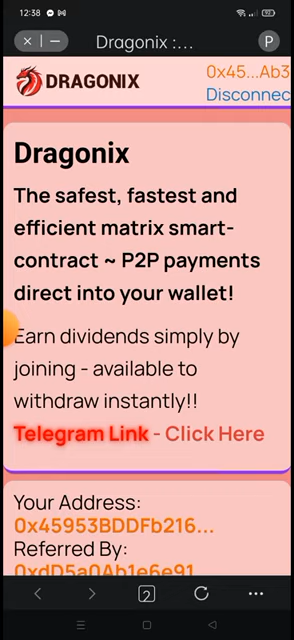 12:38
92
Dragonix :...
P
DRAGONIX
0x45...Ab3
Disconnec
Dragonix
The safest, fastest and
efficient matrix smart-
contract ~ P2P payments
direct into your wallet!
Earn dividends simply by
joining - available to
withdraw instantly!!
Telegram Link - Click Here
Your Address:
0x45953BDDFb216...
Referred By:
0xdD5a0Ab1e6e91
2